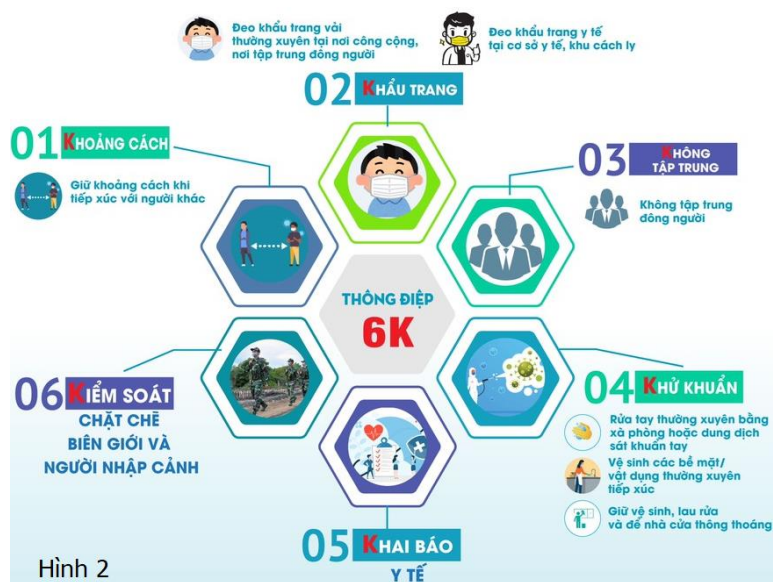 Đeo khẩu trang vải
thường xuyên tại nơi công cộng,
nơi tập trung đông người
Đeo khẩu trang y tế
tại cơ sở y tế, khu cách ly
02 KHẨU TRANG
01 KHOẢNG CÁCH
Giữ khoảng cách khi
tiếp xúc với người khác
03 KHÔNG
TẬP TRUNG
Không tập trung
đông người
THÔNG ĐIỆP
6K
06 KIỂM SOÁT
CHẶT CHẼ
BIÊN GIỚI VÀ
NGƯỜI NHẬP CẢNH
04 KHỬ KHUẨN
Rửa tay thường xuyên bằng
xà phòng hoặc dung dịch
sát khuẩn tay
Vệ sinh các bề mặt/
vật dụng thường xuyên
tiếp xúc
Giữ vệ sinh, lau rửa
và để nhà cửa thông thoáng
05 KHAI BÁO
Y TẾ
Hình 2